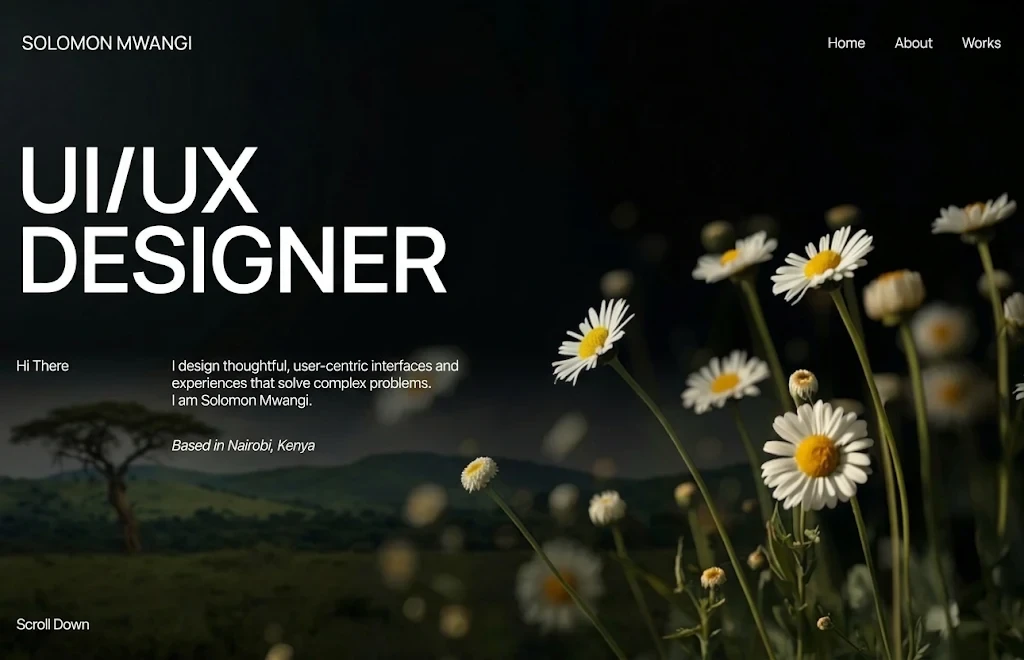 SOLOMON MWANGI
Home About Works
UI/UX
DESIGNER
Hi There
I design thoughtful, user-centric interfaces and
experiences that solve complex problems.
I am Solomon Mwangi.
Based in Nairobi, Kenya
Scroll Down